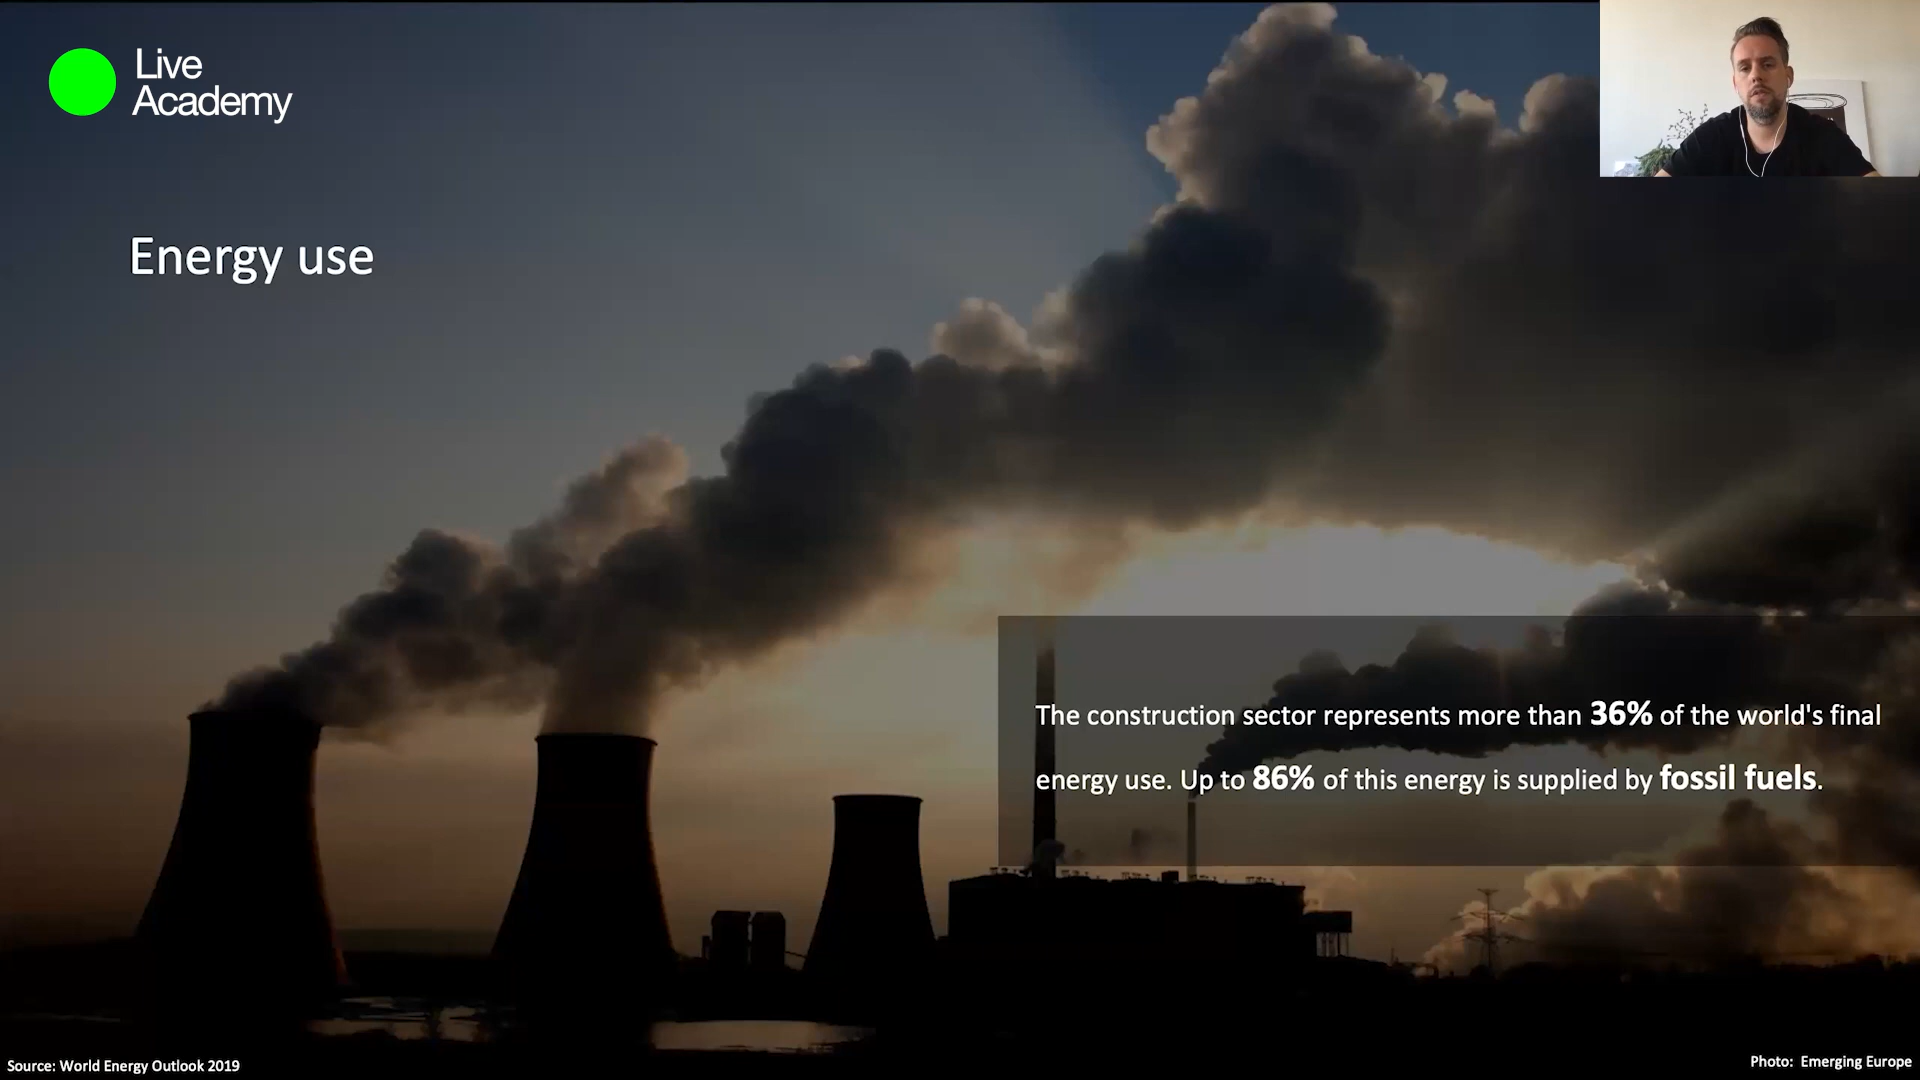 Live
Academy
Energy use
The construction sector represents more than 36% of the world's final
energy use. Up to 86% of this energy is supplied by fossil fuels.
Source: World Energy Outlook 2019
Photo: Emerging Europe